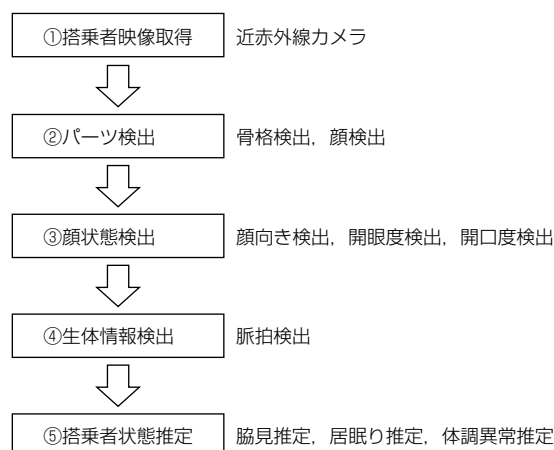 ①搭乗者映像取得 近赤外線カメラ
②パーツ検出 骨格検出，顔検出
③顔状態検出 顔向き検出，開眼度検出，開口度検出
④生体情報検出 脈拍検出
⑤搭乗者状態推定 脇見推定，居眠り推定，体調異常推定